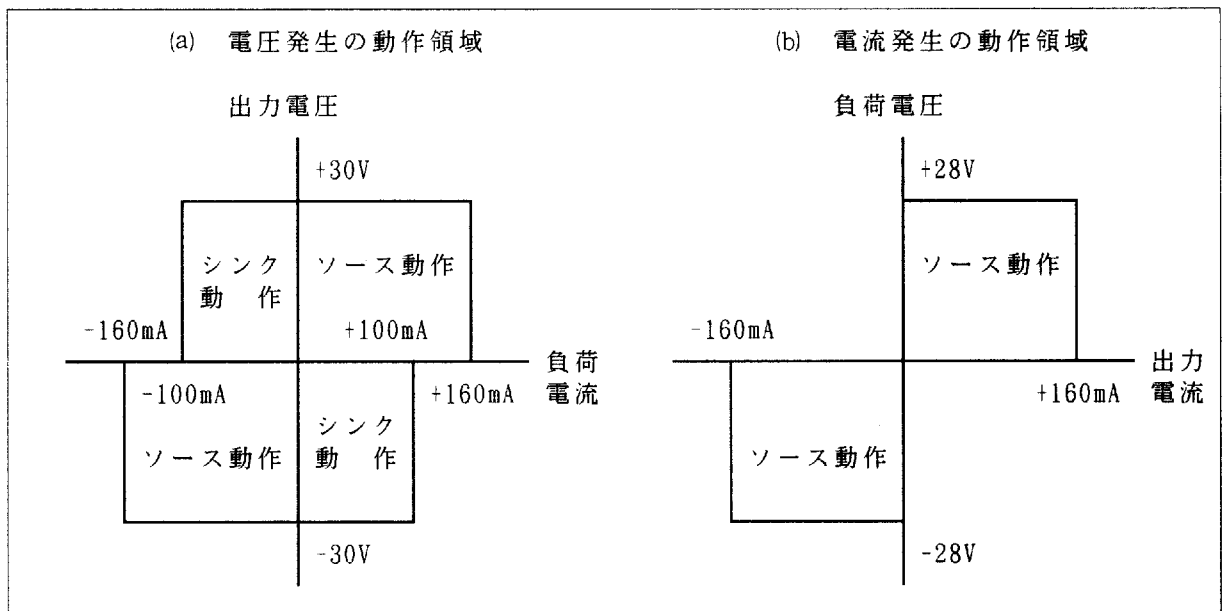 (a) 電圧発生の動作領域
出力電圧
+30V
シンク
動 作
ソース動作
-160mA
+100mA
負荷
電流
-100mA
+160mA
ソース動作
シンク
動 作
-30V
(b) 電流発生の動作領域
負荷電圧
+28V
ソース動作
-160mA
出力
電流
+160mA
ソース動作
-28V